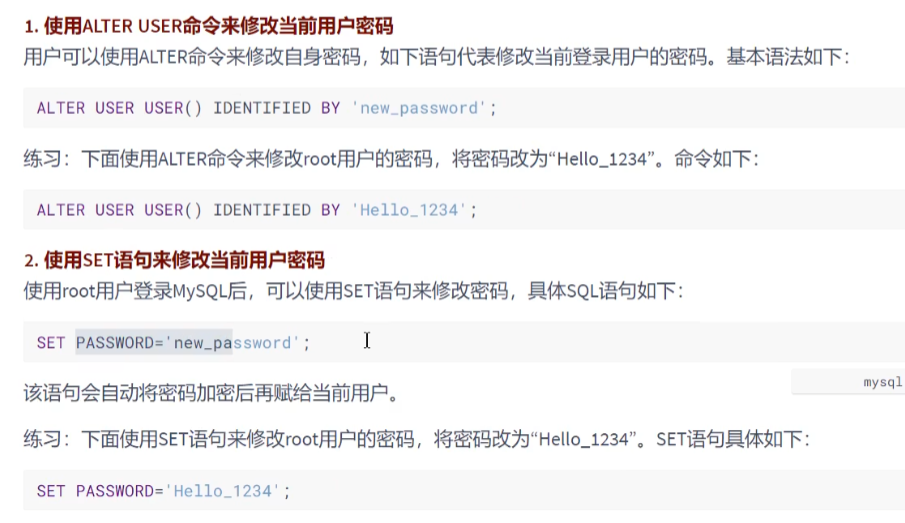 1. 使用ALTER USER命令来修改当前用户密码
用户可以使用ALTER命令来修改自身密码，如下语句代表修改当前登录用户的密码。基本语法如下：
ALTER USER USER() IDENTIFIED BY 'new_password';
练习：下面使用ALTER命令来修改root用户的密码，将密码改为“Hello_1234”。命令如下：
ALTER USER USER() IDENTIFIED BY 'Hello_1234';
2. 使用SET语句来修改当前用户密码
使用root用户登录MySQL后，可以使用SET语句来修改密码，具体SQL语句如下：
SET PASSWORD='new_password';
mysql
该语句会自动将密码加密后再赋给当前用户。
练习：下面使用SET语句来修改root用户的密码，将密码改为“Hello_1234”。SET语句具体如下：
SET PASSWORD='Hello_1234';